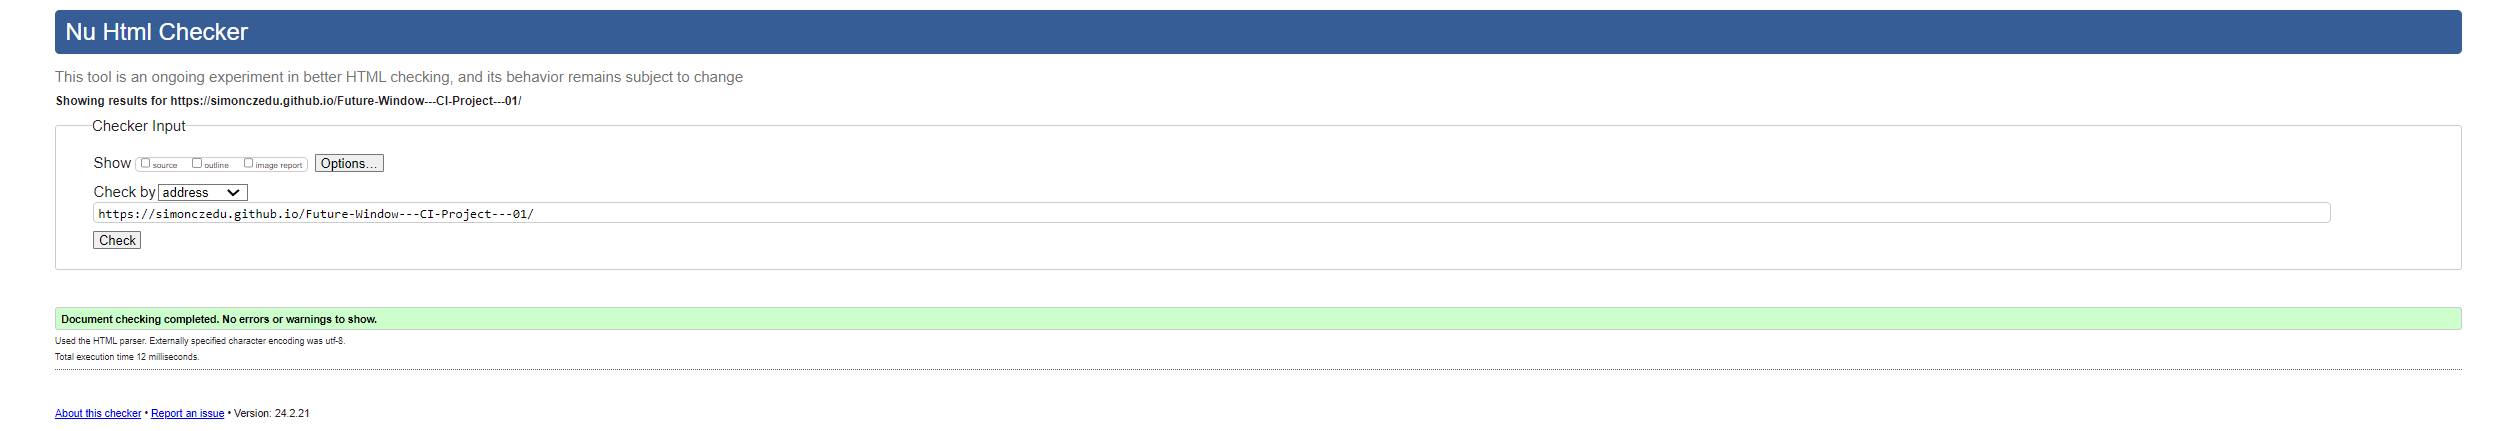 Nu Html Checker
This tool is an ongoing experiment in better HTML checking, and its behavior remains subject to change
Showing results for https://simonczedu.github.io/Future-Window---CI-Project---01/
Checker Input
Show source outline image report Options...
Check by address
https://simonczedu.github.io/Future-Window---CI-Project---01/
Check
Document checking completed. No errors or warnings to show.
Used the HTML parser. Externally specified character encoding was utf-8.
Total execution time 12 milliseconds.
About this checker • Report an issue • Version: 24.2.21